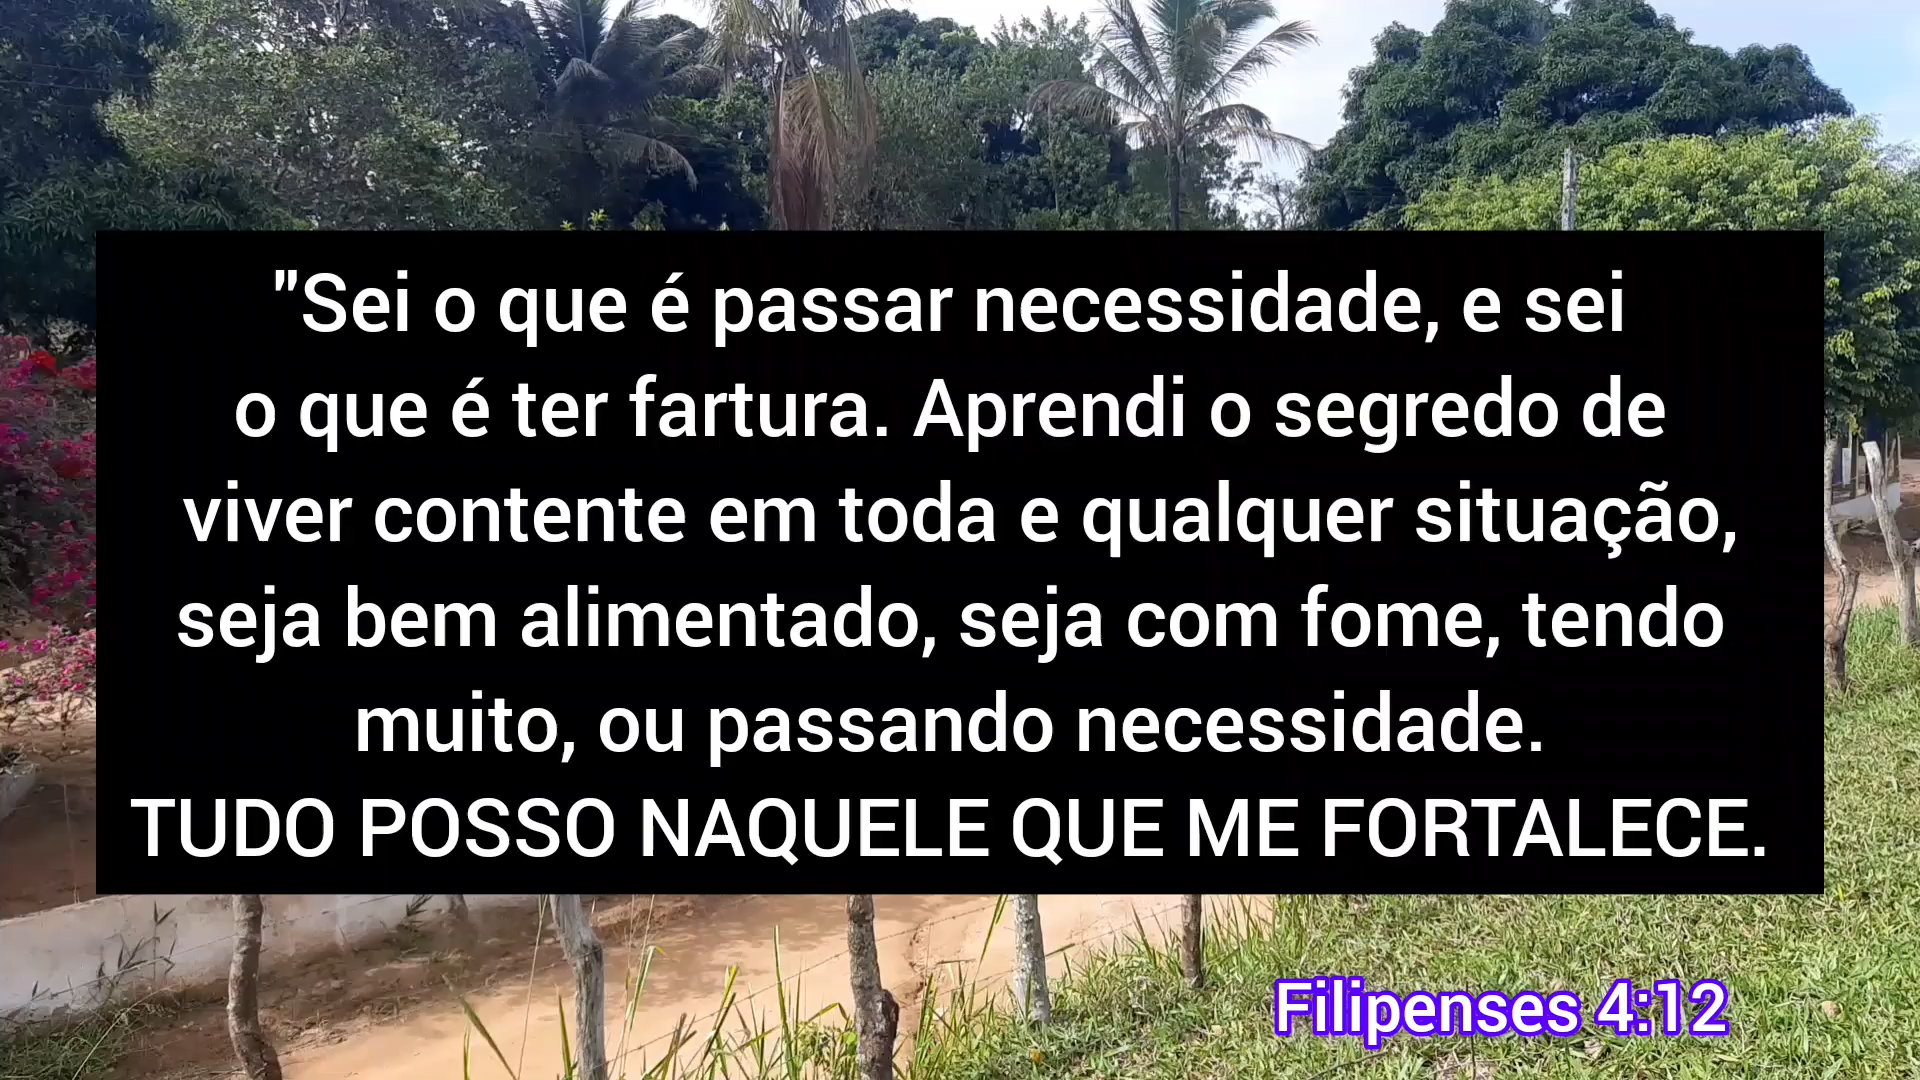 "Sei o que é passar necessidade, e sei
o que é ter fartura. Aprendi o segredo de
viver contente em toda e qualquer situação,
seja bem alimentado, seja com fome, tendo
muito, ou passando necessidade.
TUDO POSSO NAQUELE QUE ME FORTALECE.
Filipenses 4:12